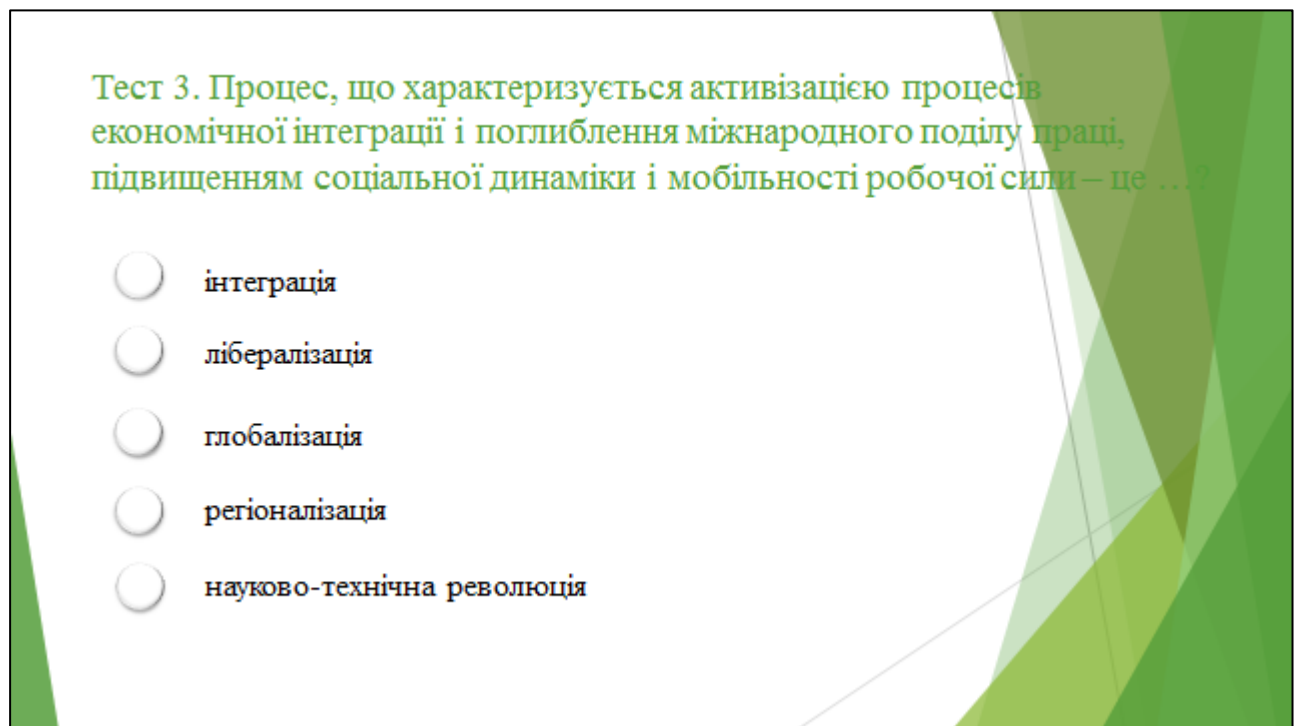 Тест 3. Процес, що характеризується активізацією процесів
економічної інтеграції і поглиблення міжнародного поділу праці,
підвищенням соціальної динаміки і мобільності робочої сили – це …?
інтеграція
лібералізація
глобалізація
регіоналізація
науково-технічна революція